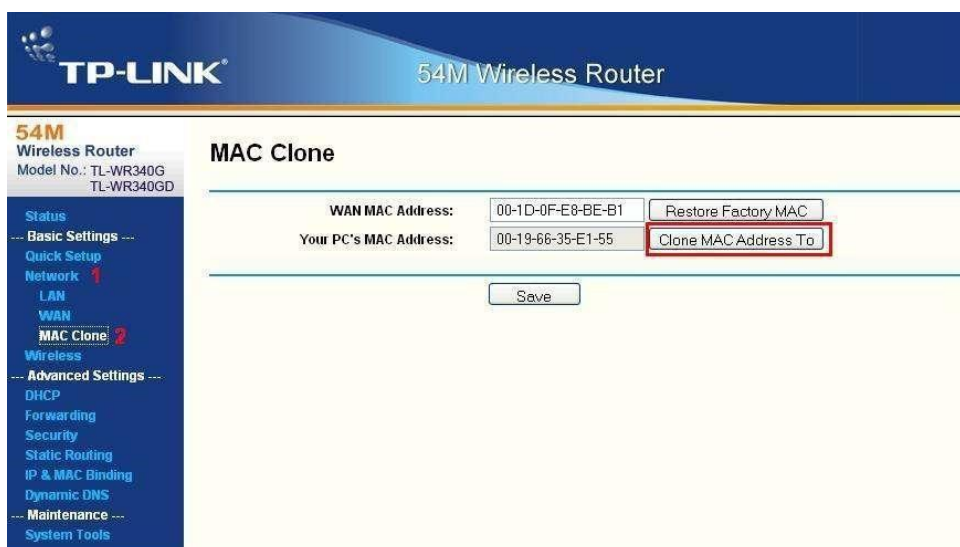 TP-LINK®
54M Wireless Router
54M
Wireless Router
Model No.: TL-WR340G
TL-WR340GD
Status
--- Basic Settings ---
Quick Setup
Network 1
LAN
WAN
MAC Clone 2
Wireless
--- Advanced Settings ---
DHCP
Forwarding
Security
Static Routing
IP & MAC Binding
Dynamic DNS
--- Maintenance ---
System Tools
MAC Clone
WAN MAC Address: 00-1D-0F-E8-BE-B1 Restore Factory MAC
Your PC's MAC Address: 00-19-66-35-E1-55 Clone MAC Address To
Save